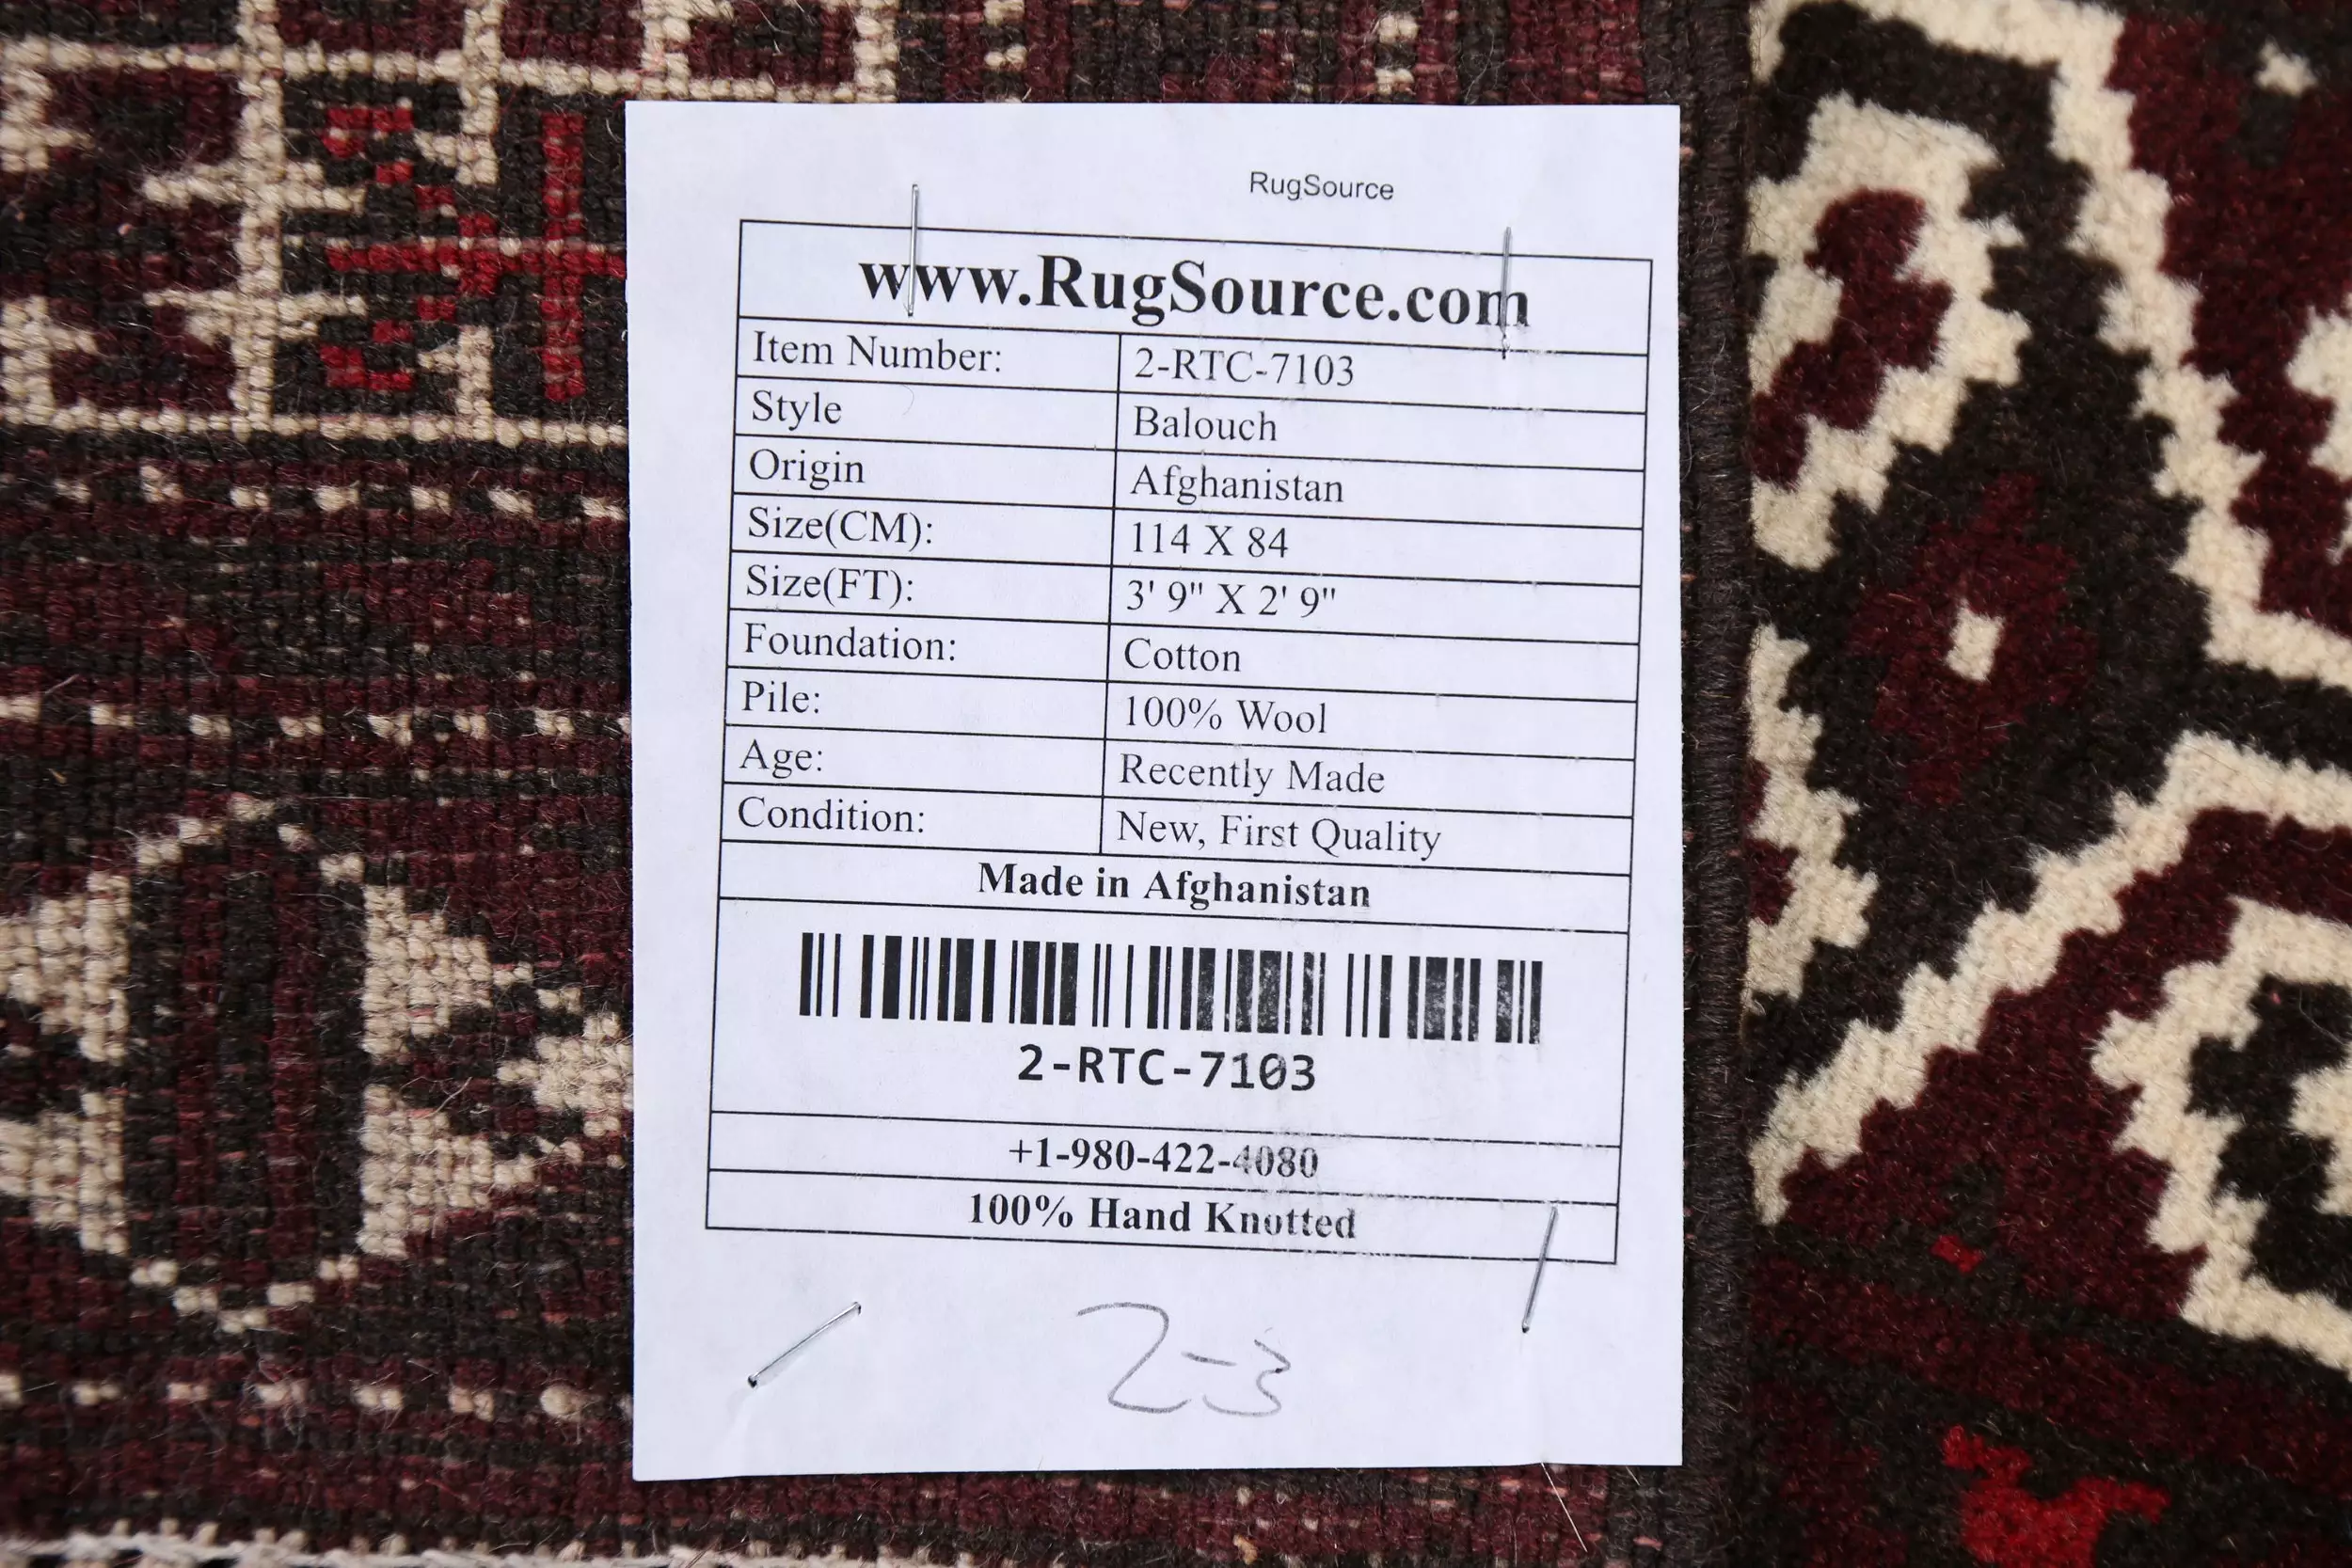 RugSource
www.RugSource.com
Item Number: 2-RTC-7103
Style Balouch
Origin Afghanistan
Size(CM): 114 X 84
Size(FT): 3' 9" X 2' 9"
Foundation: Cotton
Pile: 100% Wool
Age: Recently Made
Condition: New, First Quality
Made in Afghanistan
2-RTC-7103
+1-980-422-4080
100% Hand Knotted
2-3